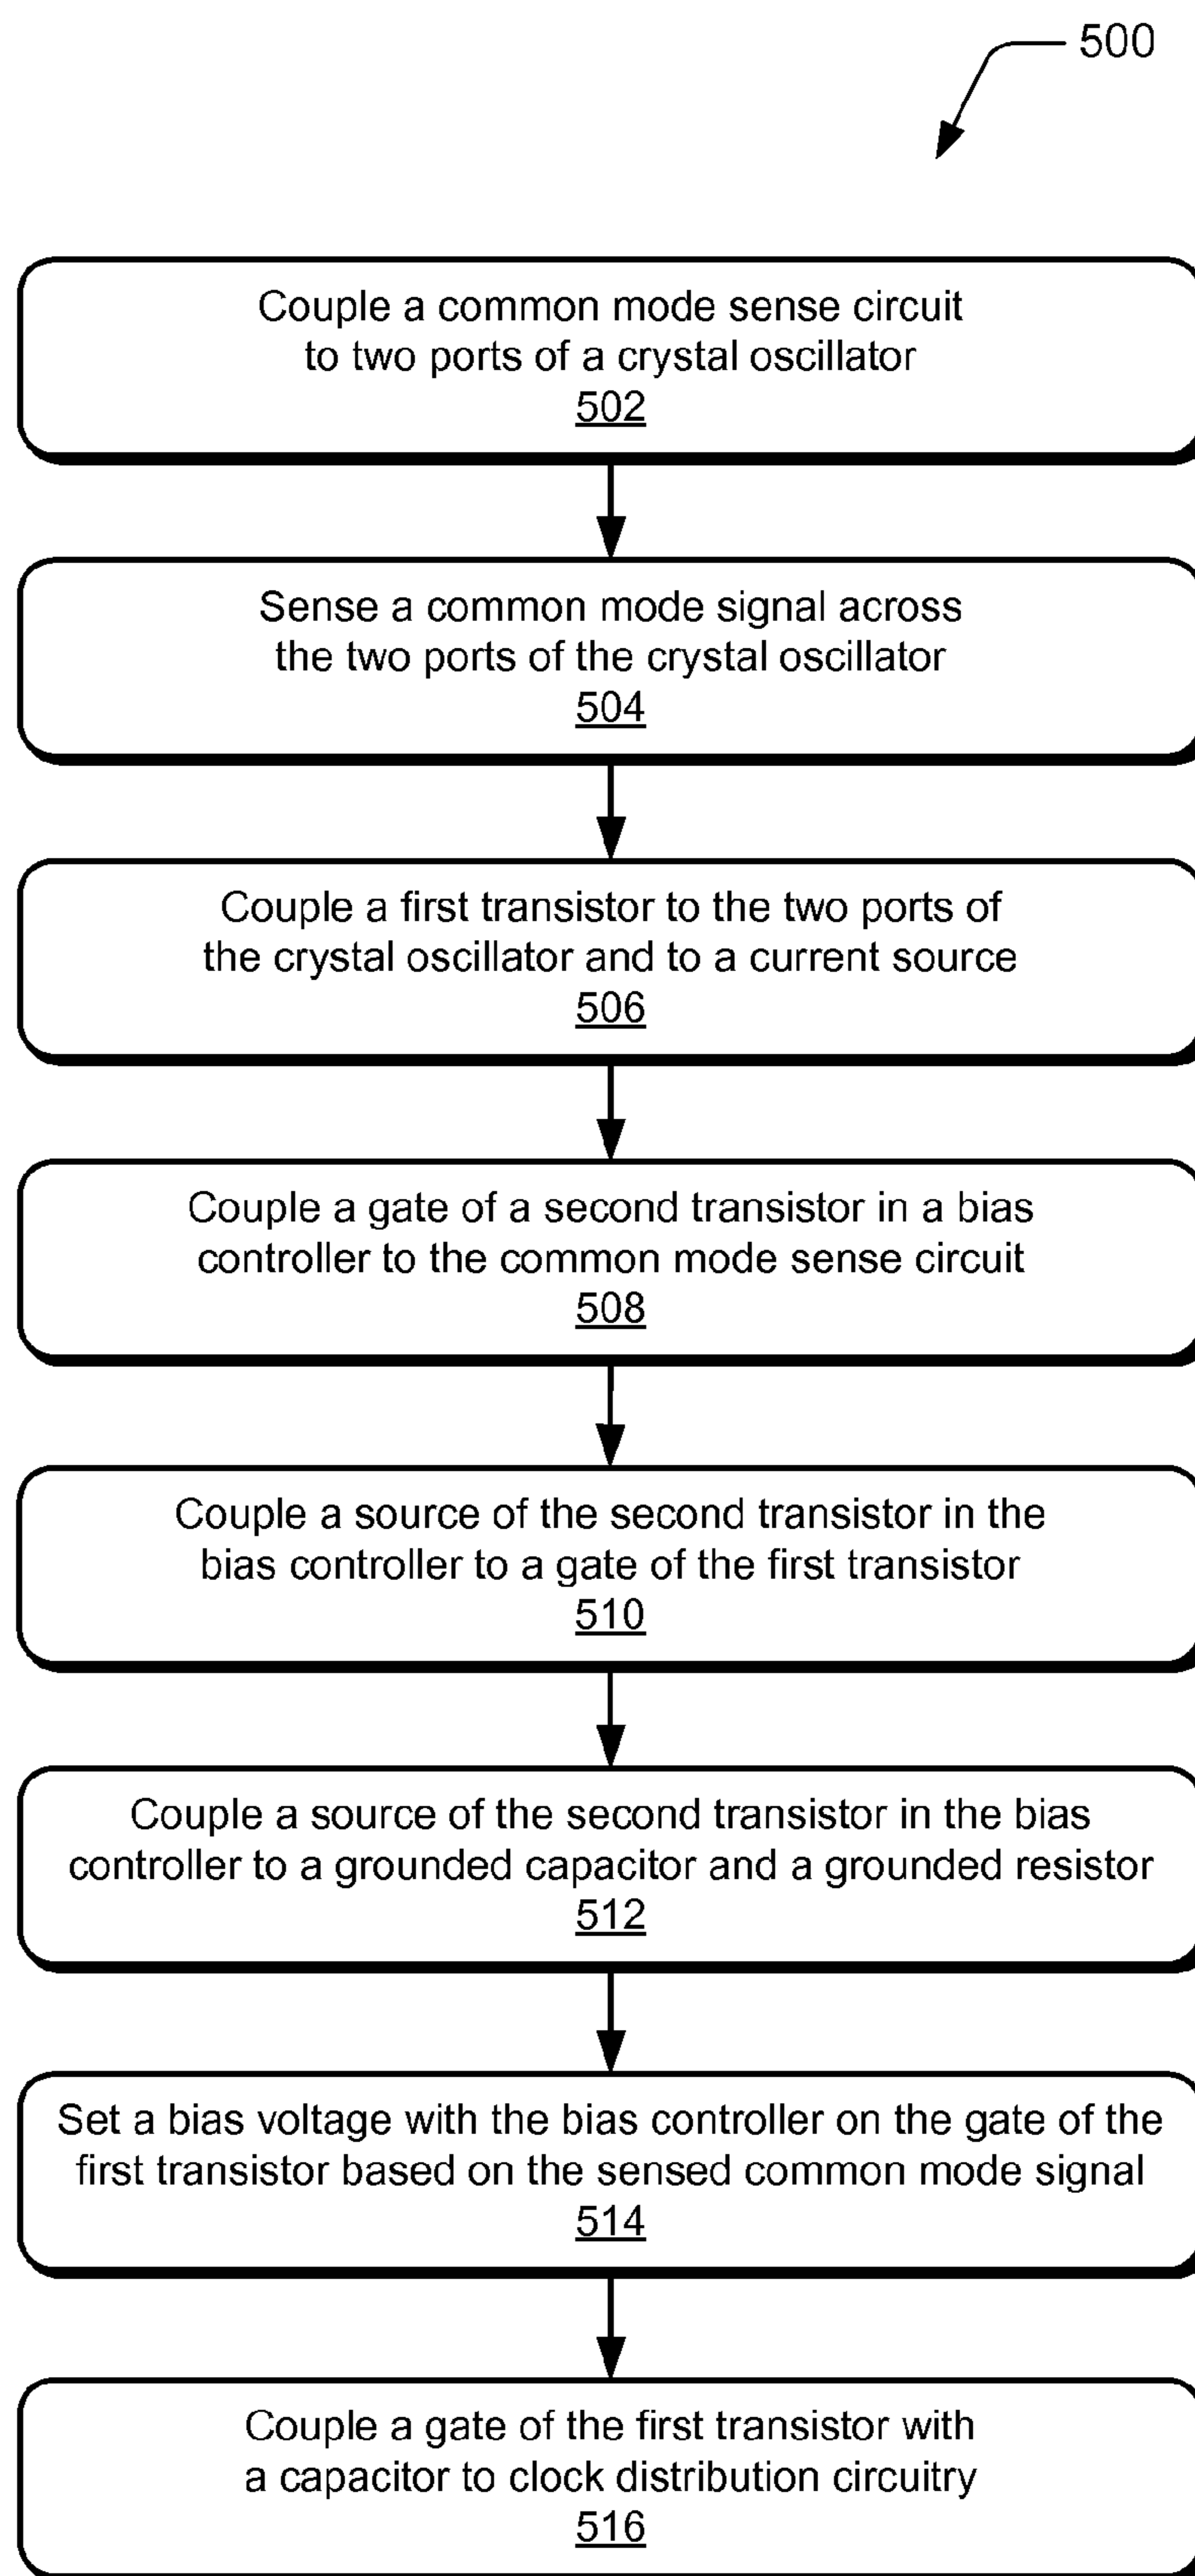 500
Couple a common mode sense circuit
to two ports of a crystal oscillator
502
Sense a common mode signal across
the two ports of the crystal oscillator
504
Couple a first transistor to the two ports of
the crystal oscillator and to a current source
506
Couple a gate of a second transistor in a bias
controller to the common mode sense circuit
508
Couple a source of the second transistor in the
bias controller to a gate of the first transistor
510
Couple a source of the second transistor in the bias
controller to a grounded capacitor and a grounded resistor
512
Set a bias voltage with the bias controller on the gate of the
first transistor based on the sensed common mode signal
514
Couple a gate of the first transistor with
a capacitor to clock distribution circuitry
516